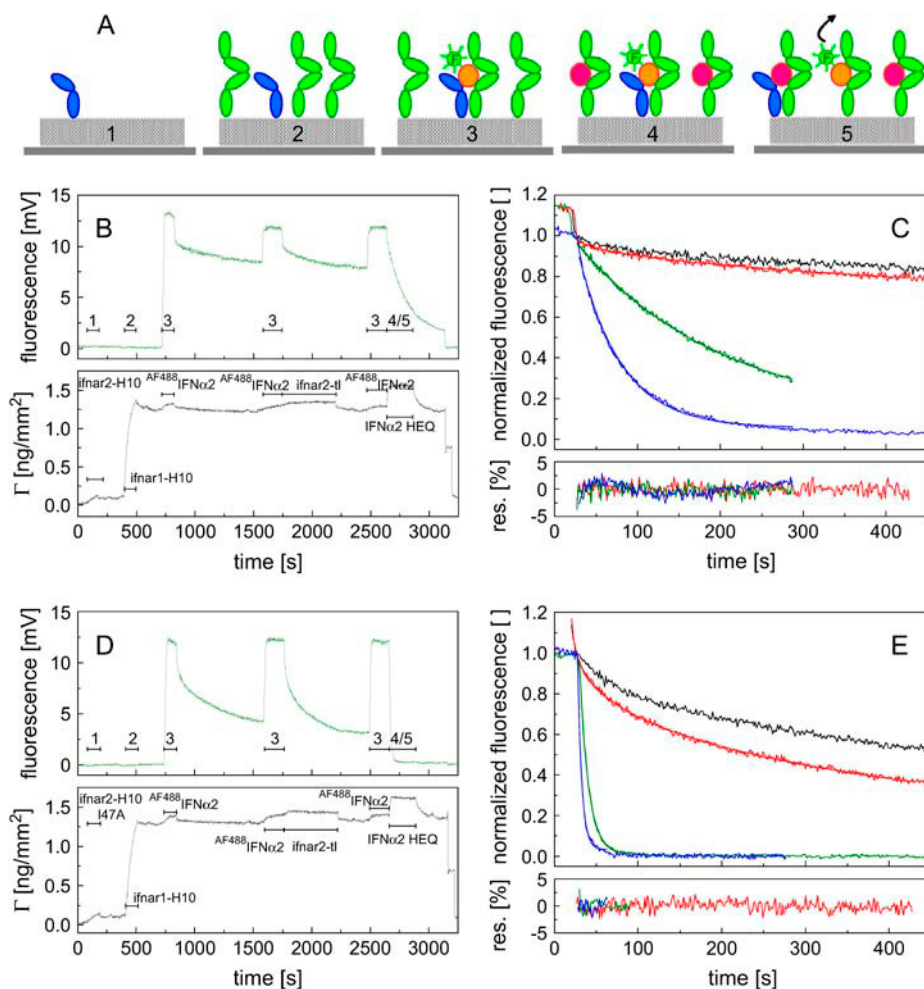 A
F F F
1 2 3 4 5
B
fluorescence [mV]
15
10
5
0
1 2 3 3 3 4/5
ifnar2-H10 AF488IFNα2 AF488IFNα2 ifnar2-tl AF488IFNα2
IFNα2 HEQ
ifnar1-H10
Γ [ng/mm²]
1.5
1.0
0.5
0.0
0 500 1000 1500 2000 2500 3000
time [s]
C
normalized fluorescence [ ]
1.2
1.0
0.8
0.6
0.4
0.2
0.0
res. [%]
5
0
-5
0 100 200 300 400
time [s]
D
fluorescence [mV]
15
10
5
0
1 2 3 3 3 4/5
ifnar2-H10
I47A
AF488IFNα2
AF488IFNα2 ifnar2-tl
AF488IFNα2
IFNα2 HEQ
ifnar1-H10
Γ [ng/mm²]
1.5
1.0
0.5
0.0
0 500 1000 1500 2000 2500 3000
time [s]
E
normalized fluorescence [ ]
1.2
1.0
0.8
0.6
0.4
0.2
0.0
res. [%]
5
0
-5
0 100 200 300 400
time [s]